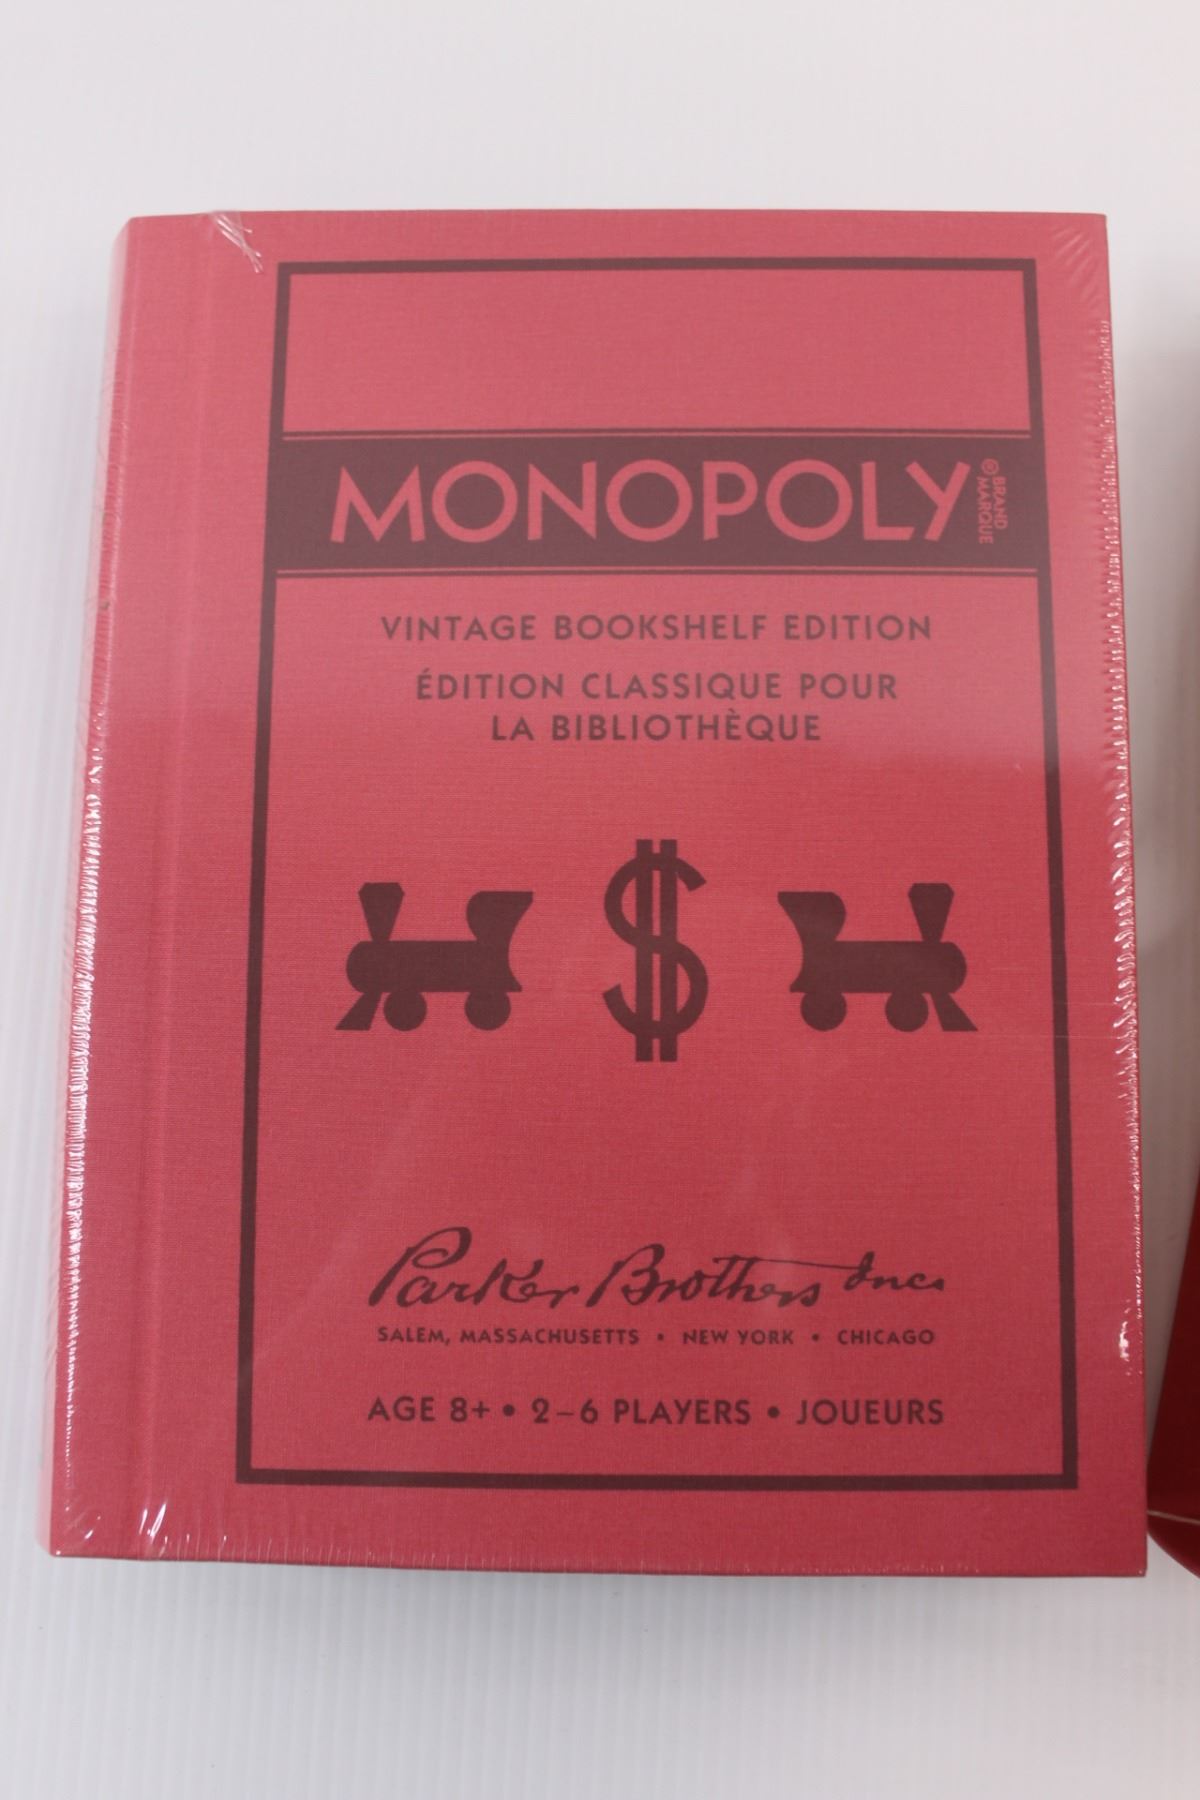 MONOPOLY
® BRAND
MARQUE
VINTAGE BOOKSHELF EDITION
ÉDITION CLASSIQUE POUR
LA BIBLIOTHÈQUE
$
Parker Brothers Inc.
SALEM, MASSACHUSETTS • NEW YORK • CHICAGO
AGE 8+ • 2–6 PLAYERS • JOUEURS